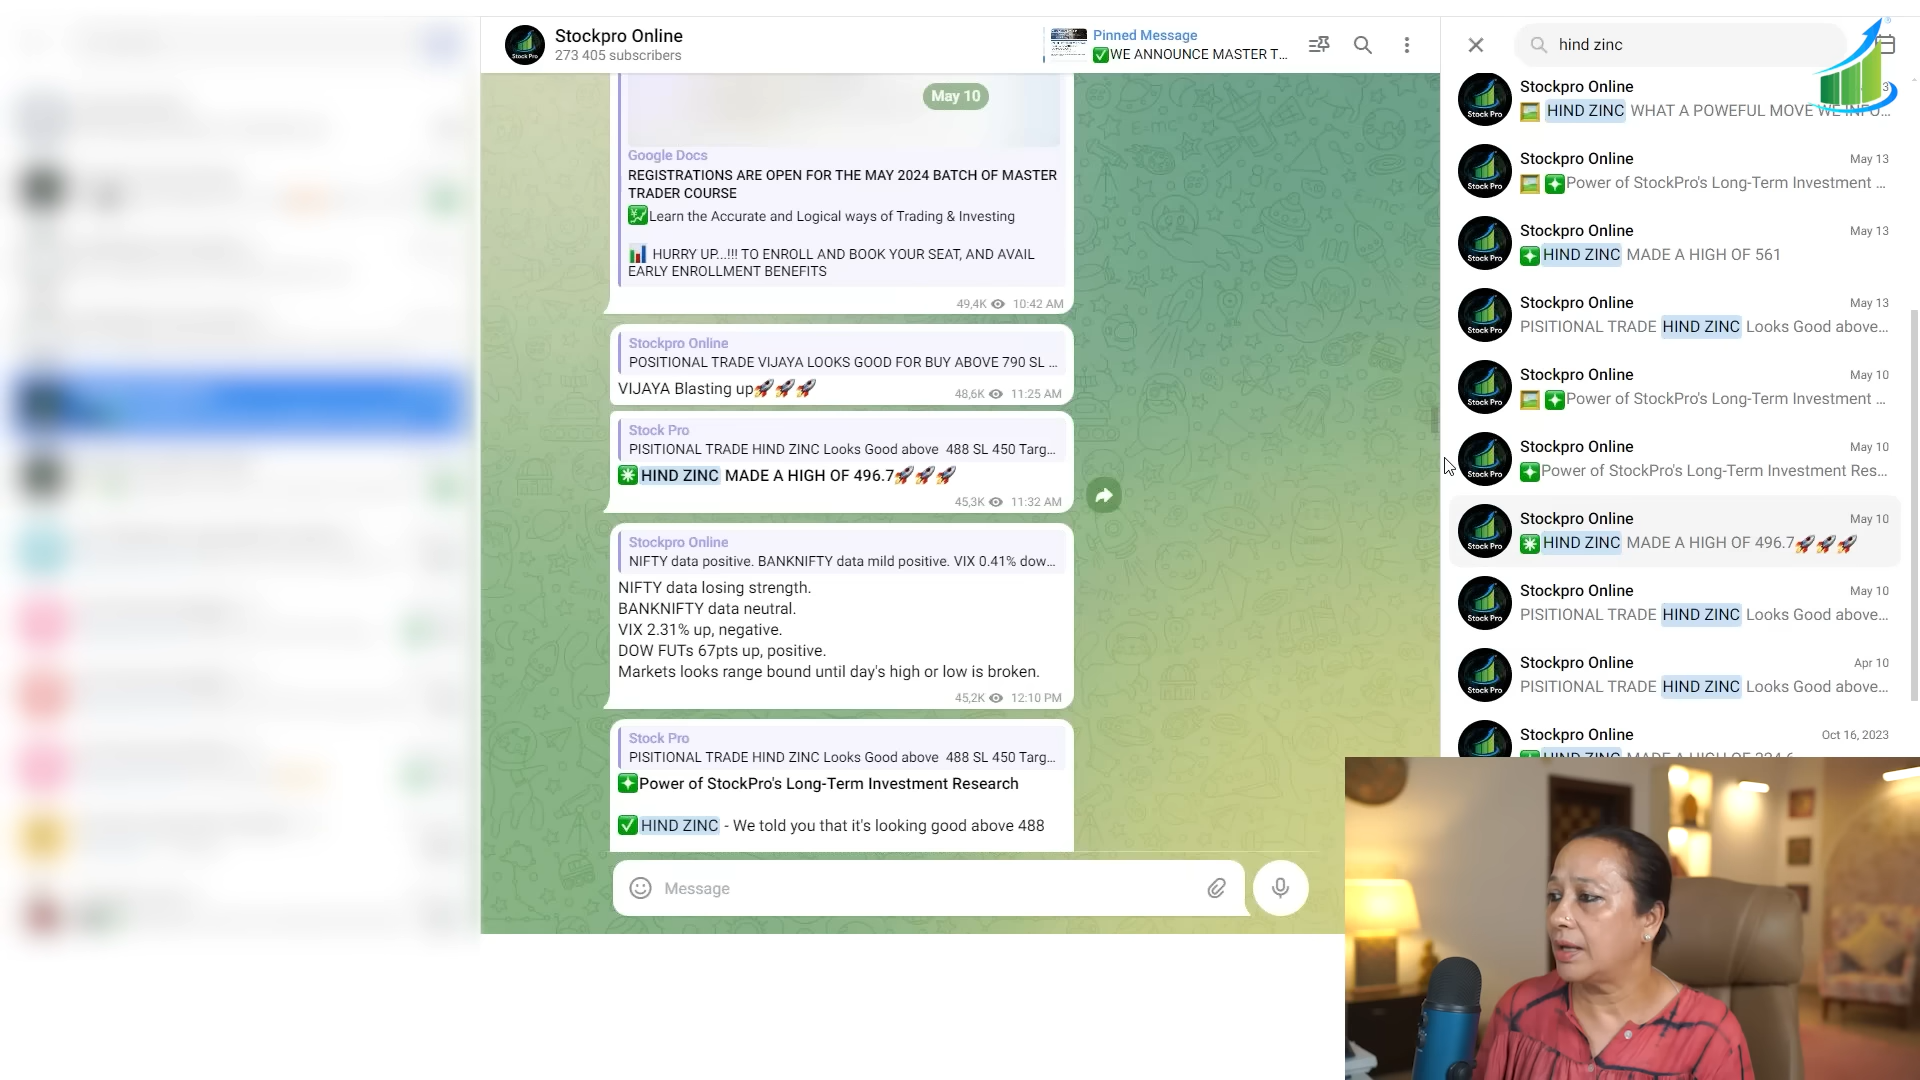 Stockpro Online
273 405 subscribers
Pinned Message
✅WE ANNOUNCE MASTER T...
May 10
Google Docs
REGISTRATIONS ARE OPEN FOR THE MAY 2024 BATCH OF MASTER
TRADER COURSE
💹Learn the Accurate and Logical ways of Trading & Investing
📊 HURRY UP...!!! TO ENROLL AND BOOK YOUR SEAT, AND AVAIL
EARLY ENROLLMENT BENEFITS
49,4K 10:42 AM
Stockpro Online
POSITIONAL TRADE VIJAYA LOOKS GOOD FOR BUY ABOVE 790 SL ...
VIJAYA Blasting up🚀🚀🚀
48,6K 11:25 AM
Stock Pro
PISITIONAL TRADE HIND ZINC Looks Good above 488 SL 450 Targ...
✳️HIND ZINC MADE A HIGH OF 496.7🚀🚀🚀
45,3K 11:32 AM
Stockpro Online
NIFTY data positive. BANKNIFTY data mild positive. VIX 0.41% dow...
NIFTY data losing strength.
BANKNIFTY data neutral.
VIX 2.31% up, negative.
DOW FUTs 67pts up, positive.
Markets looks range bound until day's high or low is broken.
45,2K 12:10 PM
Stock Pro
PISITIONAL TRADE HIND ZINC Looks Good above 488 SL 450 Targ...
Power of StockPro's Long-Term Investment Research
✅HIND ZINC - We told you that it's looking good above 488
Message
hind zinc
Stockpro Online
HIND ZINC WHAT A POWEFUL MOVE WE INFO...
Stockpro Online May 13
Power of StockPro's Long-Term Investment ...
Stockpro Online May 13
HIND ZINC MADE A HIGH OF 561
Stockpro Online May 13
PISITIONAL TRADE HIND ZINC Looks Good above...
Stockpro Online May 10
Power of StockPro's Long-Term Investment ...
Stockpro Online May 10
Power of StockPro's Long-Term Investment Res...
Stockpro Online May 10
✳️HIND ZINC MADE A HIGH OF 496.7🚀🚀🚀
Stockpro Online May 10
PISITIONAL TRADE HIND ZINC Looks Good above...
Stockpro Online Apr 10
PISITIONAL TRADE HIND ZINC Looks Good above...
Stockpro Online Oct 16, 2023